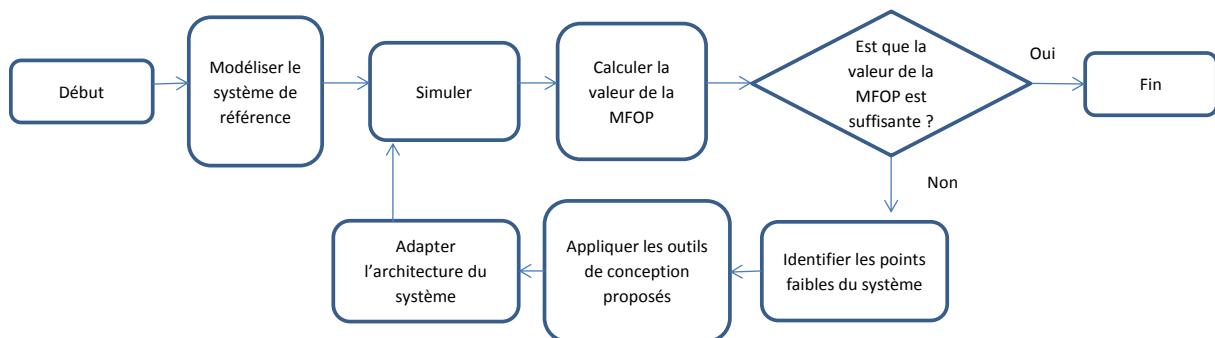 Début
Modéliser le
système de
référence
Simuler
Calculer la
valeur de la
MFOP
Est que la
valeur de la
MFOP est
suffisante ?
Oui
Fin
Non
Identifier les points
faibles du système
Appliquer les outils
de conception
proposés
Adapter
l’architecture du
système